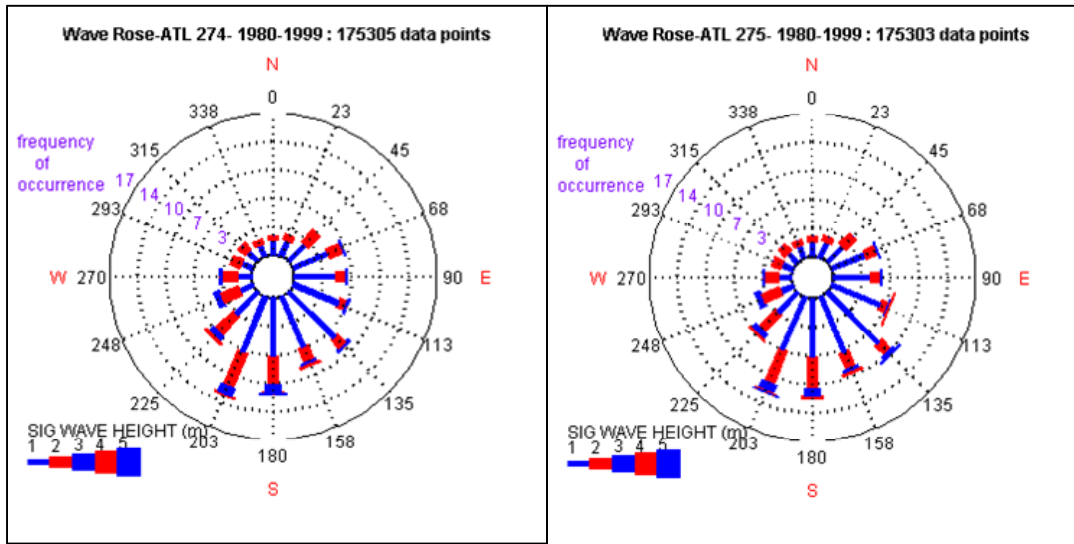 Wave Rose-ATL 274- 1980-1999 : 175305 data points
N
0
338
23
frequency
of
occurrence
315
45
17
14
10
7
3
293
68
W
270
90
E
248
113
225
135
SIG WAVE HEIGHT (m)
203
158
1 2 3 4 5
180
S
Wave Rose-ATL 275- 1980-1999 : 175303 data points
N
0
338
23
frequency
of
occurrence
315
45
17
14
10
7
3
293
68
W
270
90
E
248
113
225
135
SIG WAVE HEIGHT (m)
203
158
1 2 3 4 5
180
S